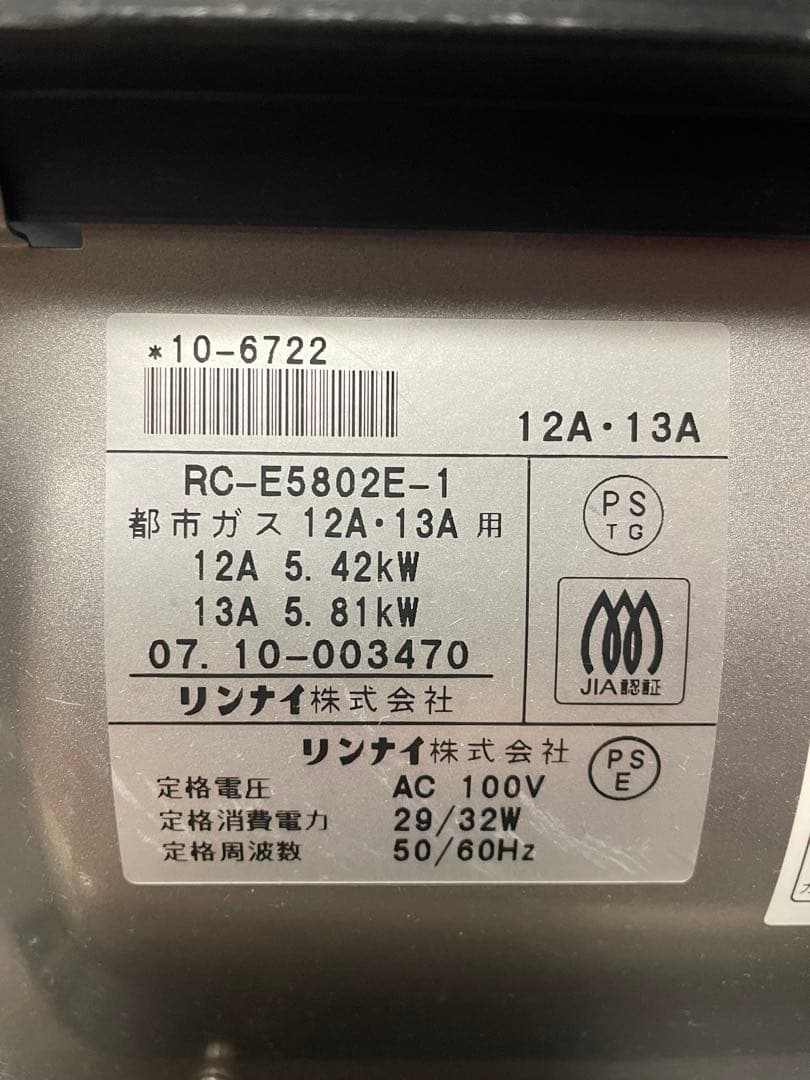 *10-6722
12A・13A
RC-E5802E-1
都市ガス 12A・13A 用
12A 5.42kW
13A 5.81kW
07.10-003470
リンナイ株式会社
PS
TG
JIA認証
リンナイ株式会社
PS
E
定格電圧 AC 100V
定格消費電力 29/32W
定格周波数 50/60Hz